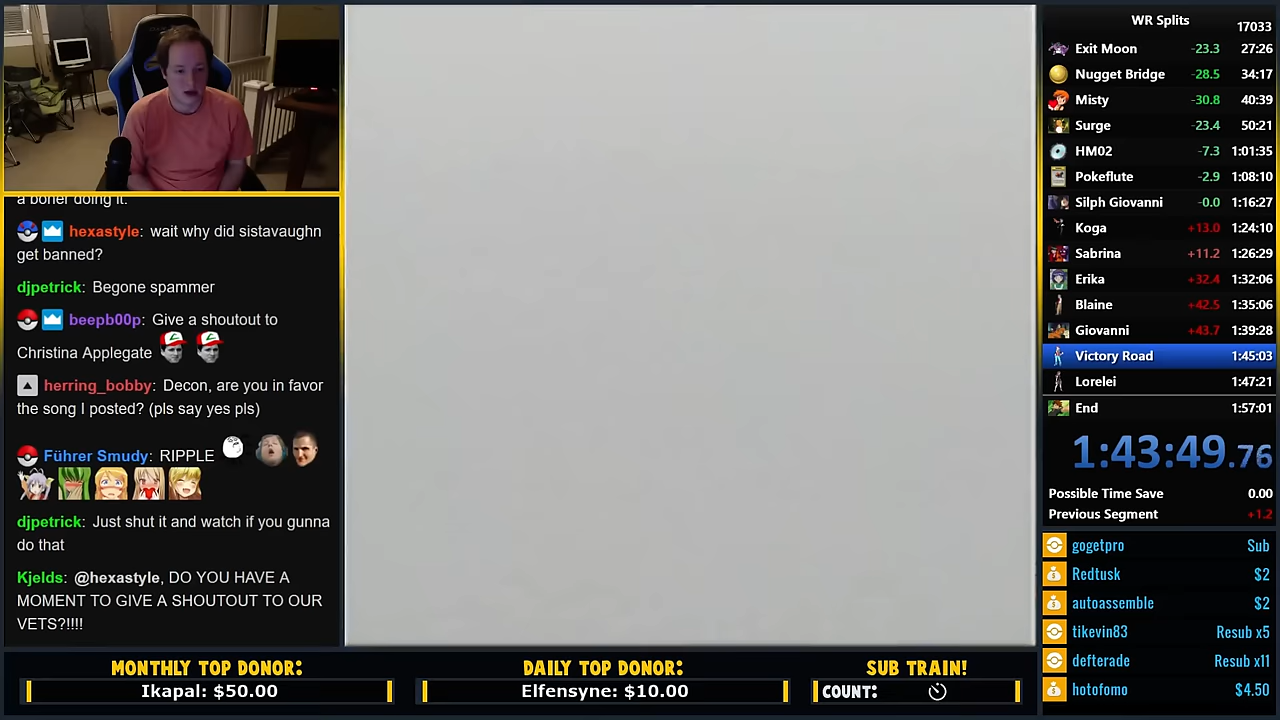 a boner doing it.
hexastyle: wait why did sistavaughn
get banned?
djpetrick: Begone spammer
beepb00p: Give a shoutout to
Christina Applegate
herring_bobby: Decon, are you in favor
the song I posted? (pls say yes pls)
Führer Smudy: RIPPLE
djpetrick: Just shut it and watch if you gunna
do that
Kjelds: @hexastyle, DO YOU HAVE A
MOMENT TO GIVE A SHOUTOUT TO OUR
VETS?!!!!
WR Splits
17033
Exit Moon -23.3 27:26
Nugget Bridge -28.5 34:17
Misty -30.8 40:39
Surge -23.4 50:21
HM02 -7.3 1:01:35
Pokeflute -2.9 1:08:10
Silph Giovanni -0.0 1:16:27
Koga +13.0 1:24:10
Sabrina +11.2 1:26:29
Erika +32.4 1:32:06
Blaine +42.5 1:35:06
Giovanni +43.7 1:39:28
Victory Road 1:45:03
Lorelei 1:47:21
End 1:57:01
1:43:49.76
Possible Time Save 0.00
Previous Segment +1.2
gogetpro Sub
Redtusk $2
autoassemble $2
tikevin83 Resub x5
defterade Resub x11
hotofomo $4.50
MONTHLY TOP DONOR:
Ikapal: $50.00
DAILY TOP DONOR:
Elfensyne: $10.00
SUB TRAIN!
COUNT: